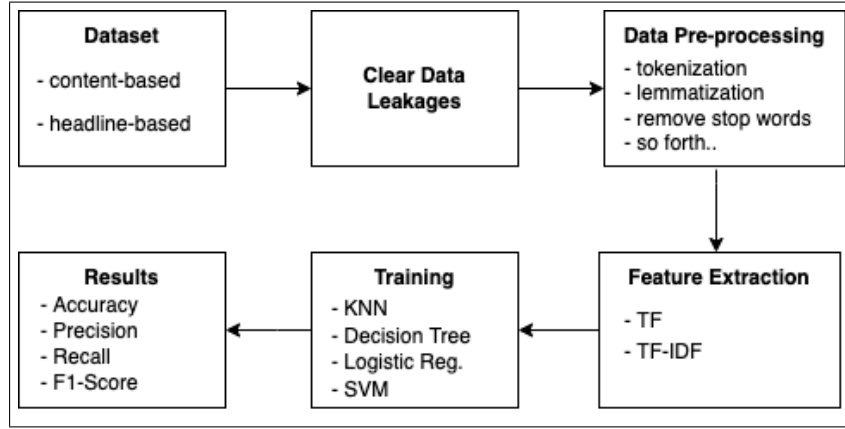 Dataset
- content-based
- headline-based
Clear Data
Leakages
Data Pre-processing
- tokenization
- lemmatization
- remove stop words
- so forth..
Feature Extraction
- TF
- TF-IDF
Training
- KNN
- Decision Tree
- Logistic Reg.
- SVM
Results
- Accuracy
- Precision
- Recall
- F1-Score